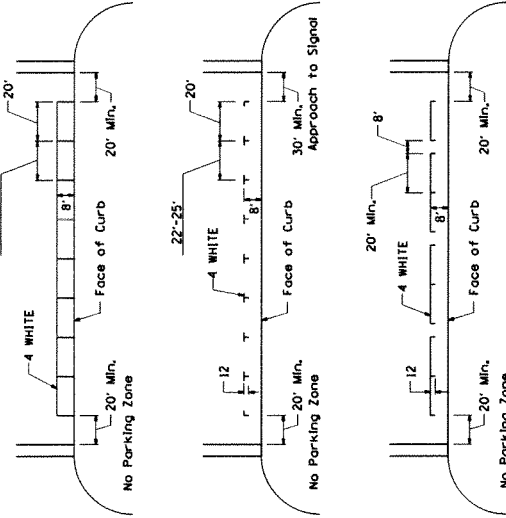 20'
20' Min.
8'
4 WHITE
Face of Curb
20' Min.
No Parking Zone
20'
30' Min.
Approach to Signal
22'-25'
8'
4 WHITE
Face of Curb
12
20' Min.
No Parking Zone
8'
20' Min.
20' Min.
8'
4 WHITE
Face of Curb
12
20' Min.
No Parking Zone